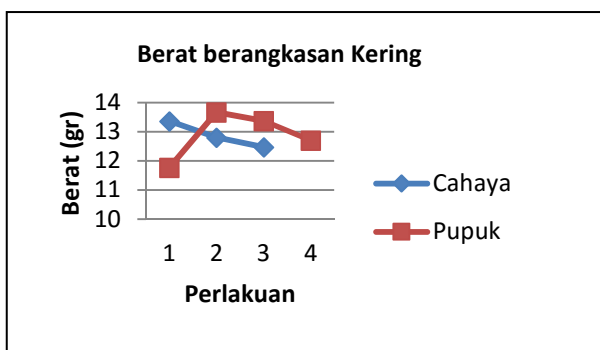 Berat berangkasan Kering
Berat (gr)
14
13
12
11
10
1 2 3 4
Perlakuan
Cahaya
Pupuk